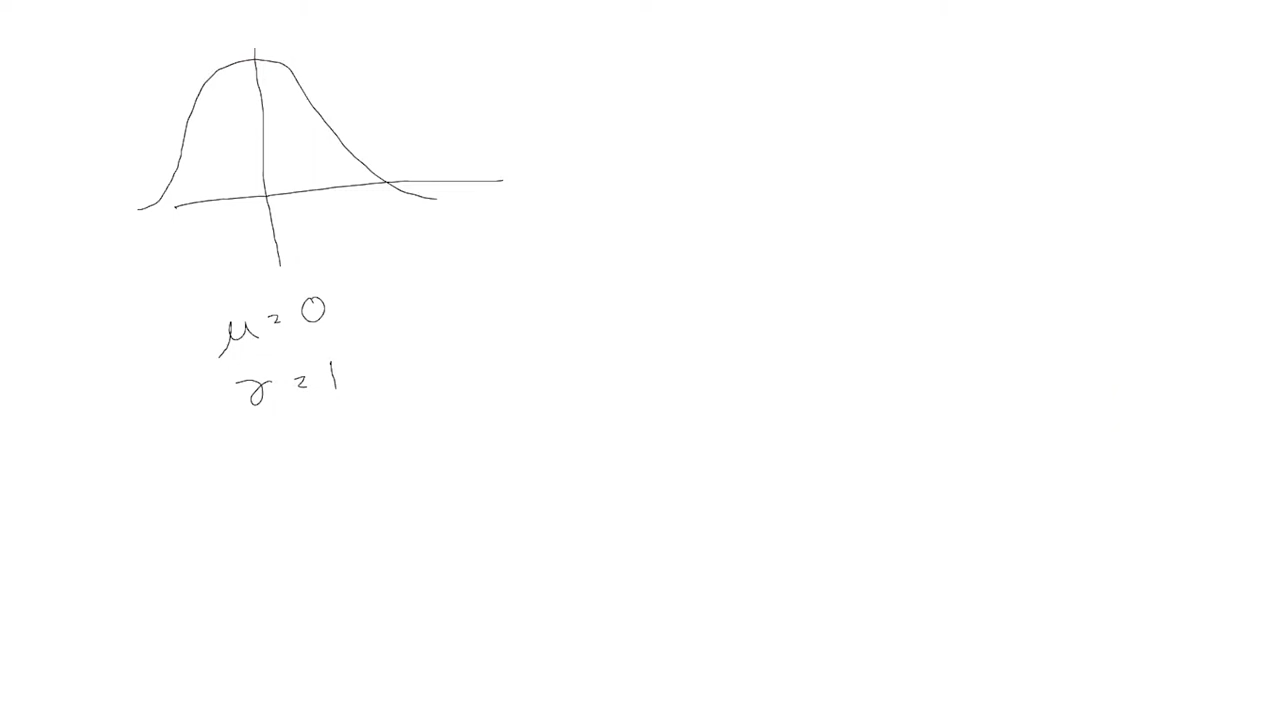 μ = 0
γ = 1